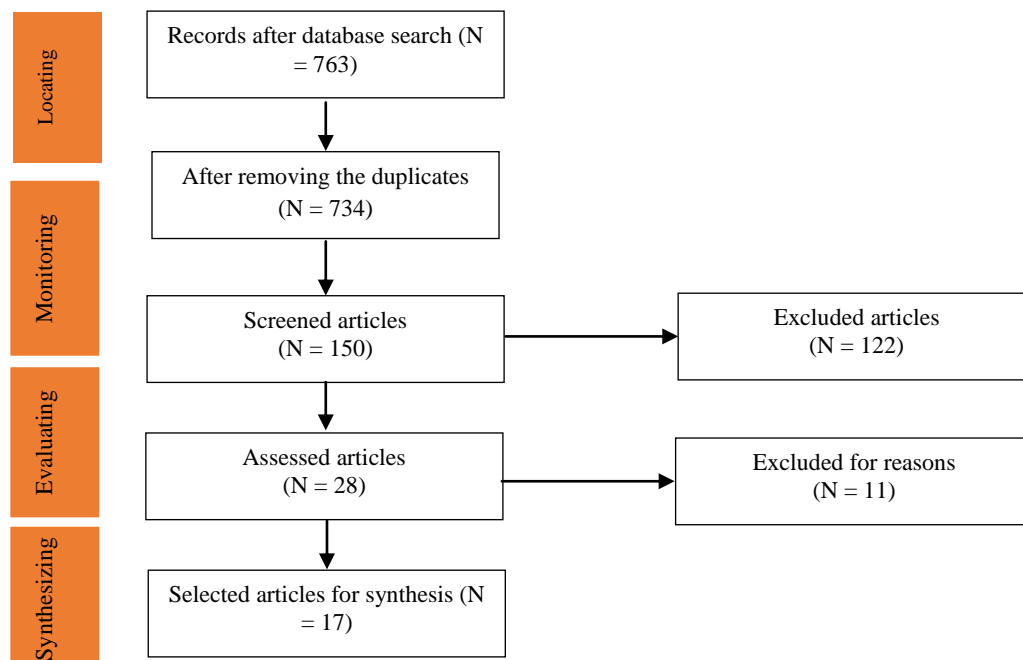 Locating
Records after database search (N
= 763)
After removing the duplicates
(N = 734)
Monitoring
Screened articles
(N = 150)
Excluded articles
(N = 122)
Evaluating
Assessed articles
(N = 28)
Excluded for reasons
(N = 11)
Synthesizing
Selected articles for synthesis (N
= 17)